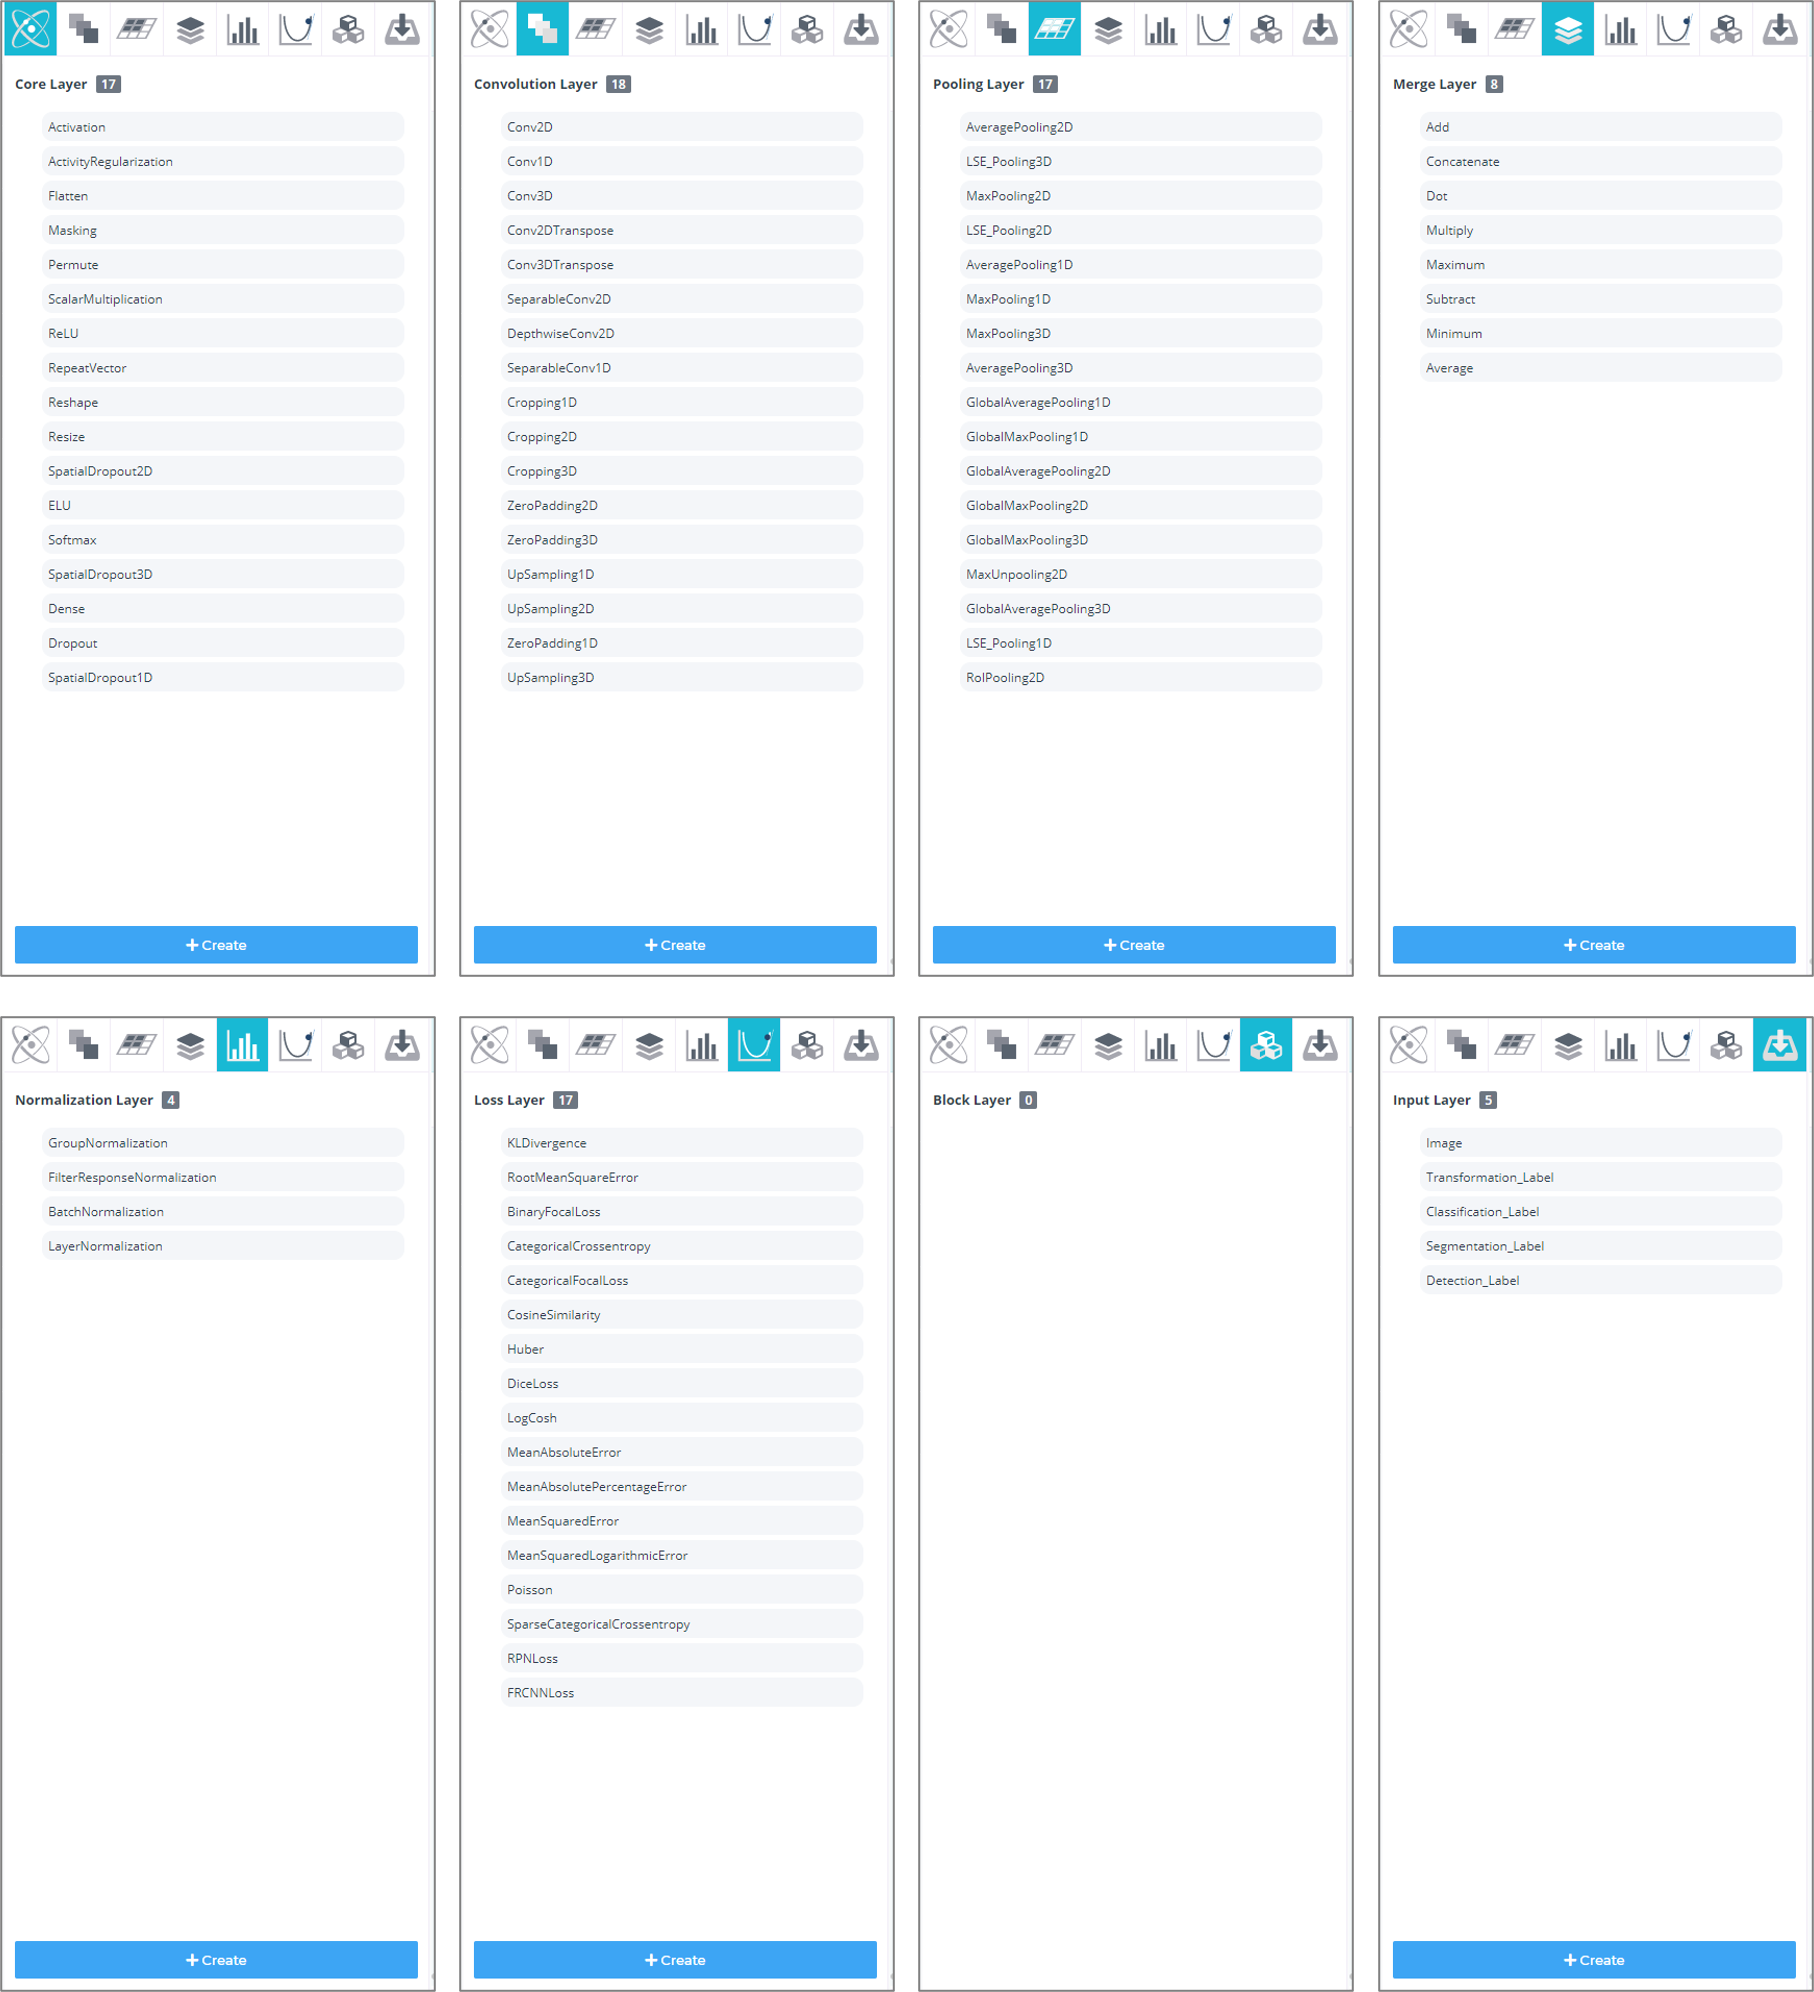 Core Layer 17
Activation
ActivityRegularization
Flatten
Masking
Permute
ScalarMultiplication
ReLU
RepeatVector
Reshape
Resize
SpatialDropout2D
ELU
Softmax
SpatialDropout3D
Dense
Dropout
SpatialDropout1D
+ Create
Convolution Layer 18
Conv2D
Conv1D
Conv3D
Conv2DTranspose
Conv3DTranspose
SeparableConv2D
DepthwiseConv2D
SeparableConv1D
Cropping1D
Cropping2D
Cropping3D
ZeroPadding2D
ZeroPadding3D
UpSampling1D
UpSampling2D
ZeroPadding1D
UpSampling3D
+ Create
Pooling Layer 17
AveragePooling2D
LSE_Pooling3D
MaxPooling2D
LSE_Pooling2D
AveragePooling1D
MaxPooling1D
MaxPooling3D
AveragePooling3D
GlobalAveragePooling1D
GlobalMaxPooling1D
GlobalAveragePooling2D
GlobalMaxPooling2D
GlobalMaxPooling3D
MaxUnpooling2D
GlobalAveragePooling3D
LSE_Pooling1D
RoIPooling2D
+ Create
Merge Layer 8
Add
Concatenate
Dot
Multiply
Maximum
Subtract
Minimum
Average
+ Create
Normalization Layer 4
GroupNormalization
FilterResponseNormalization
BatchNormalization
LayerNormalization
+ Create
Loss Layer 17
KLDivergence
RootMeanSquareError
BinaryFocalLoss
CategoricalCrossentropy
CategoricalFocalLoss
CosineSimilarity
Huber
DiceLoss
LogCosh
MeanAbsoluteError
MeanAbsolutePercentageError
MeanSquaredError
MeanSquaredLogarithmicError
Poisson
SparseCategoricalCrossentropy
RPNLoss
FRCNNLoss
+ Create
Block Layer 0
Input Layer 5
Image
Transformation_Label
Classification_Label
Segmentation_Label
Detection_Label
+ Create